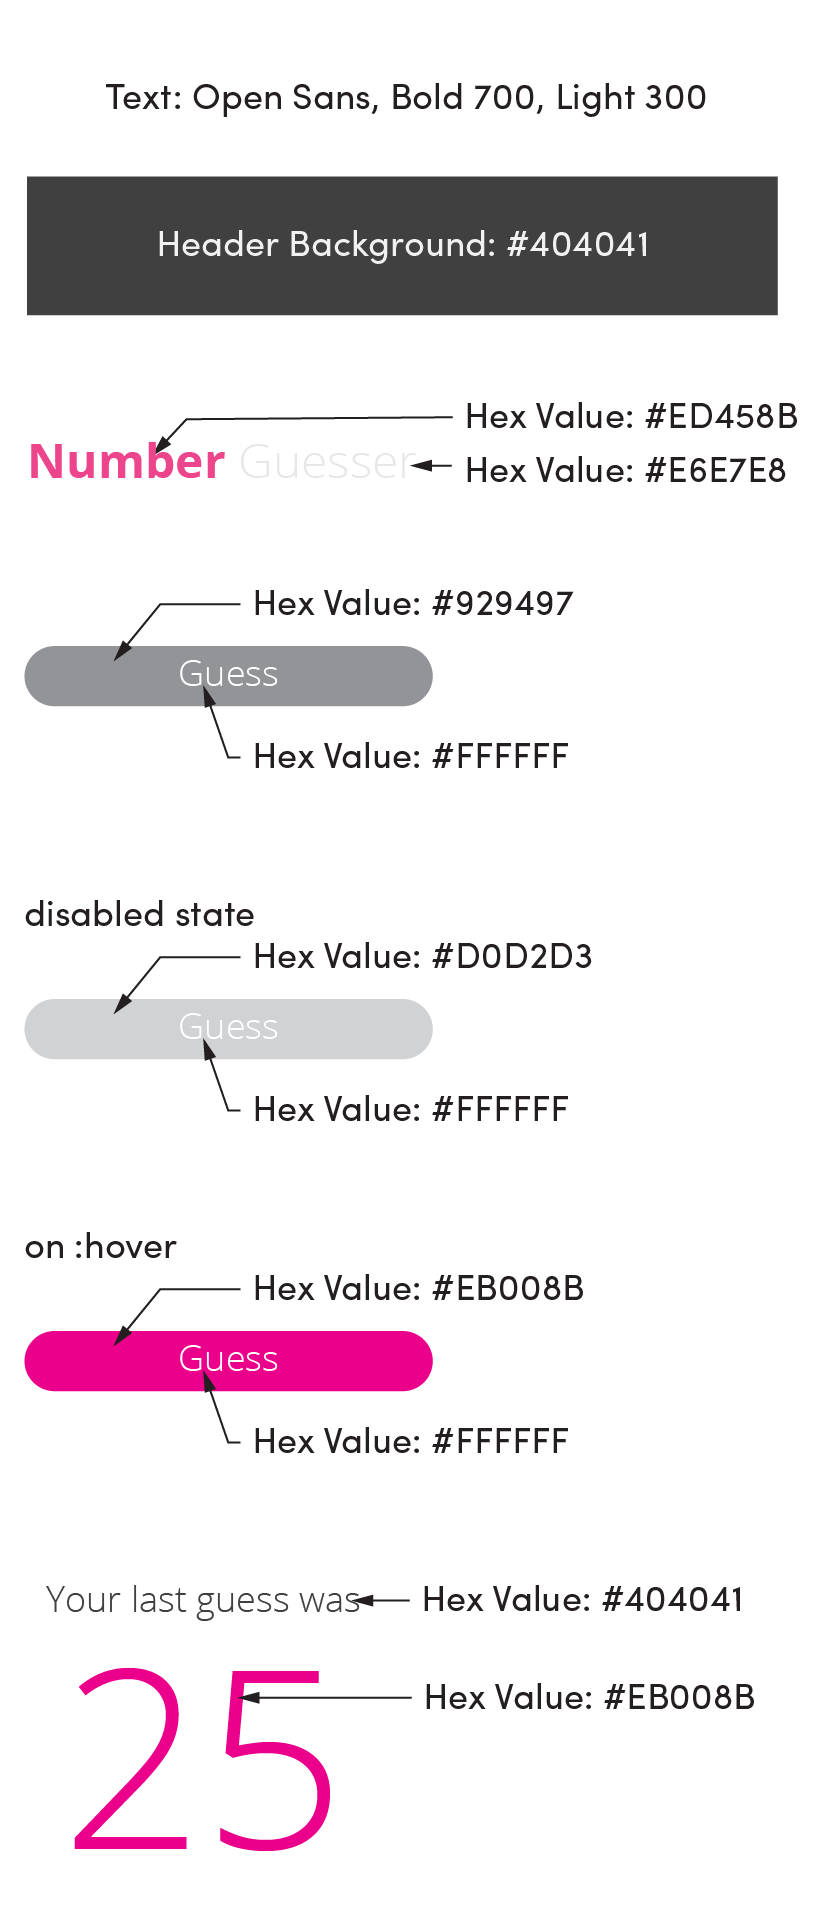 Text: Open Sans, Bold 700, Light 300
Header Background: #404041
Hex Value: #ED458B
Number Guesser
Hex Value: #E6E7E8
Hex Value: #929497
Guess
Hex Value: #FFFFFF
disabled state
Hex Value: #D0D2D3
Guess
Hex Value: #FFFFFF
on :hover
Hex Value: #EB008B
Guess
Hex Value: #FFFFFF
Your last guess was
Hex Value: #404041
Hex Value: #EB008B
25